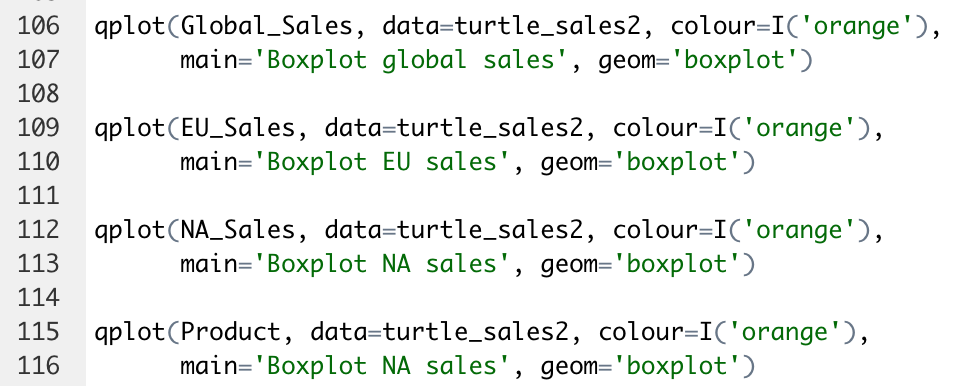 106 qplot(Global_Sales, data=turtle_sales2, colour=I('orange'),
107 main='Boxplot global sales', geom='boxplot')
108
109 qplot(EU_Sales, data=turtle_sales2, colour=I('orange'),
110 main='Boxplot EU sales', geom='boxplot')
111
112 qplot(NA_Sales, data=turtle_sales2, colour=I('orange'),
113 main='Boxplot NA sales', geom='boxplot')
114
115 qplot(Product, data=turtle_sales2, colour=I('orange'),
116 main='Boxplot NA sales', geom='boxplot')